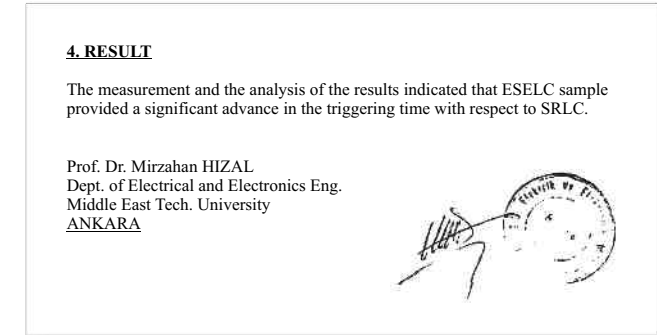 4. RESULT
The measurement and the analysis of the results indicated that ESELC sample
provided a significant advance in the triggering time with respect to SRLC.
Prof. Dr. Mirzahan HIZAL
Dept. of Electrical and Electronics Eng.
Middle East Tech. University
ANKARA
Elektrik Ve